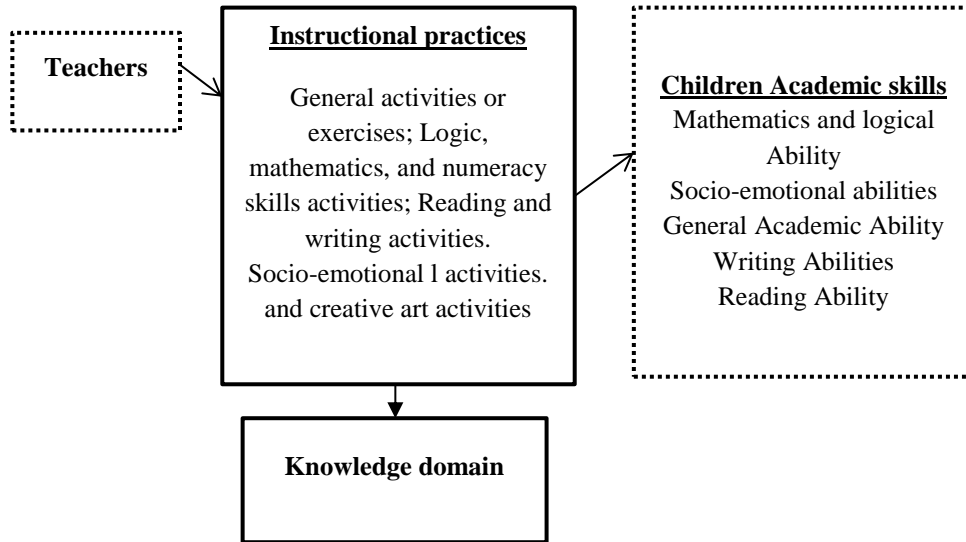 Teachers
Instructional practices
General activities or
exercises; Logic,
mathematics, and numeracy
skills activities; Reading and
writing activities.
Socio-emotional l activities.
and creative art activities
Children Academic skills
Mathematics and logical
Ability
Socio-emotional abilities
General Academic Ability
Writing Abilities
Reading Ability
Knowledge domain